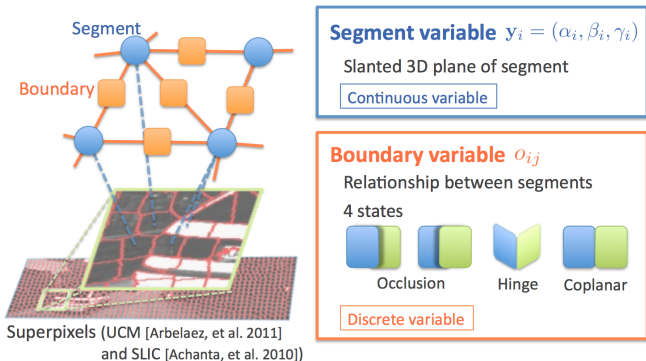 Segment
Boundary
Superpixels (UCM [Arbelaez, et al. 2011]
and SLIC [Achanta, et al. 2010])
Segment variable y_i = (α_i, β_i, γ_i)
Slanted 3D plane of segment
Continuous variable
Boundary variable o_ij
Relationship between segments
4 states
Occlusion Hinge Coplanar
Discrete variable